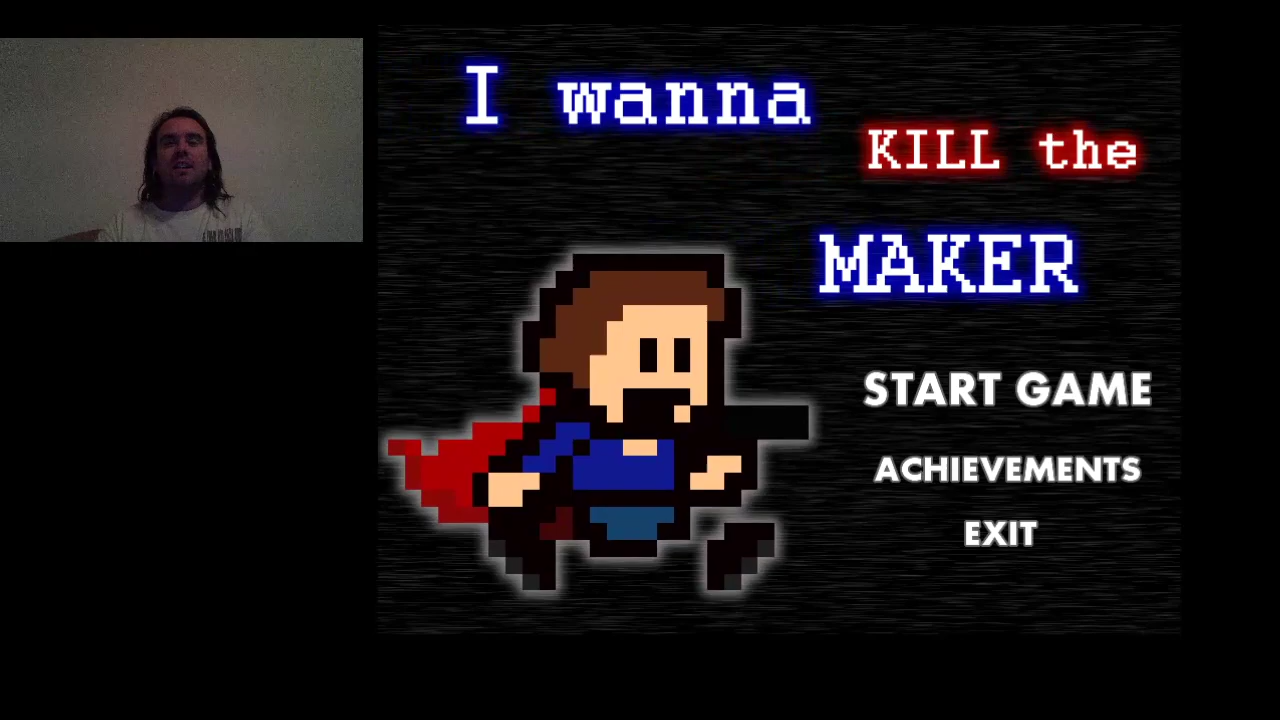 I wanna
KILL the
MAKER
START GAME
ACHIEVEMENTS
EXIT